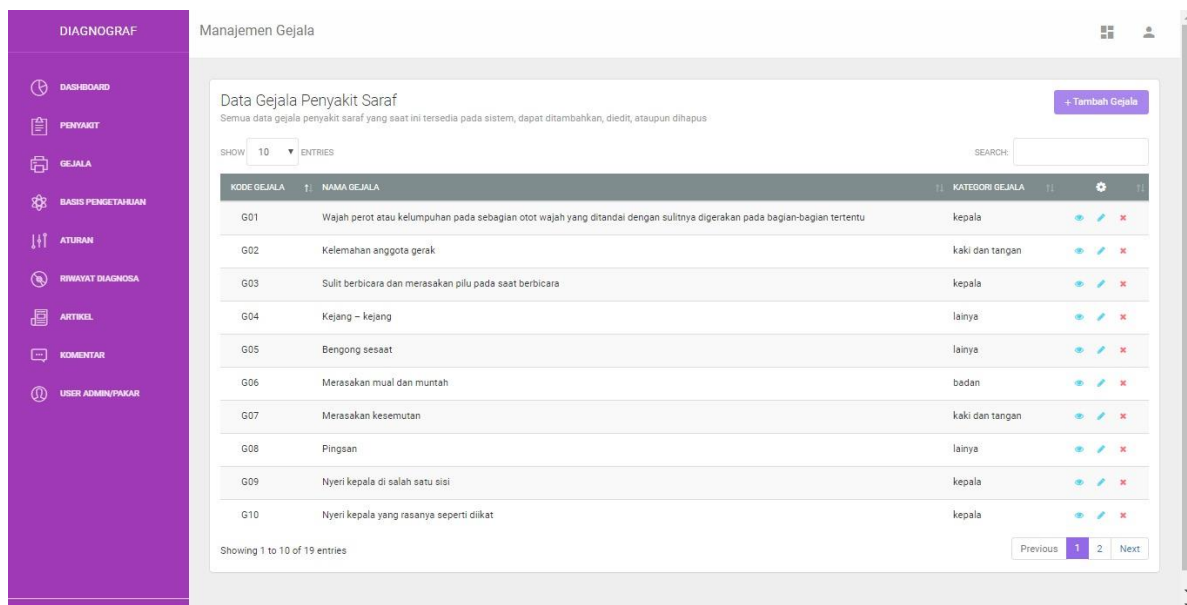 DIAGNOGRAF
Manajemen Gejala
DASHBOARD
PENYAKIT
GEJALA
BASIS PENGETAHUAN
ATURAN
RIWAYAT DIAGNOSA
ARTIKEL
KOMENTAR
USER ADMIN/PAKAR
Data Gejala Penyakit Saraf
+ Tambah Gejala
Semua data gejala penyakit saraf yang saat ini tersedia pada sistem, dapat ditambahkan, diedit, ataupun dihapus
SHOW 10 ENTRIES SEARCH:
KODE GEJALA NAMA GEJALA KATEGORI GEJALA
G01 Wajah perot atau kelumpuhan pada sebagian otot wajah yang ditandai dengan sulitnya digerakan pada bagian-bagian tertentu kepala
G02 Kelemahan anggota gerak kaki dan tangan
G03 Sulit berbicara dan merasakan pilu pada saat berbicara kepala
G04 Kejang – kejang lainya
G05 Bengong sesaat lainya
G06 Merasakan mual dan muntah badan
G07 Merasakan kesemutan kaki dan tangan
G08 Pingsan lainya
G09 Nyeri kepala di salah satu sisi kepala
G10 Nyeri kepala yang rasanya seperti diikat kepala
Showing 1 to 10 of 19 entries Previous 1 2 Next